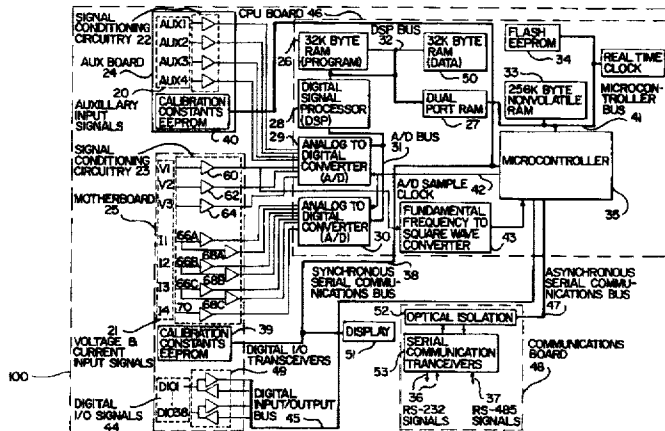 SIGNAL
CONDITIONING
CIRCUITRY 22
AUX BOARD
24
20
AUXILLARY
INPUT
SIGNALS
AUX1
AUX2
AUX3
AUX4
CALIBRATION
CONSTANTS
EEPROM
40
CPU BOARD 46
32K BYTE
RAM
(PROGRAM)
26
DSP BUS
32
32K BYTE
RAM
(DATA)
50
FLASH
EEPROM
34
REAL TIME
CLOCK
33
256K BYTE
NONVOLATILE
RAM
MICROCO-
NTROLLER
BUS
41
DIGITAL
SIGNAL
PROCESSOR
(DSP)
28
DUAL
PORT RAM
27
29
A/D BUS
31
ANALOG TO
DIGITAL
CONVERTER
(A/D)
MICROCONTROLLER
35
42
A/D SAMPLE
CLOCK
ANALOG TO
DIGITAL
CONVERTER
(A/D)
30
FUNDAMENTAL
FREQUENCY TO
SQUARE WAVE
CONVERTER
43
SIGNAL
CONDITIONING
CIRCUITRY 23
MOTHERBOARD
25
V1
V2
V3
60
62
64
I1
I2
I3
I4
66A
68A
66B
68B
66C
68C
70
21
VOLTAGE &
CURRENT
INPUT SIGNALS
CALIBRATION
CONSTANTS
EEPROM
39
38
SYNCHRONOUS
SERIAL COMMU-
NICATIONS BUS
ASYNCHRONOUS
SERIAL COMMU-
NICATIONS BUS
47
52
OPTICAL ISOLATION
DISPLAY
51
SERIAL
COMMUNICATION
TRANCEIVERS
53
COMMUNICATIONS
BOARD
48
36
RS-232
SIGNALS
37
RS-485
SIGNALS
100
DIGITAL I/O TRANCEIVERS
49
DIGITAL
I/O SIGNALS
44
DIO1
DIO38
DIGITAL
INPUT/OUTPUT
BUS
45